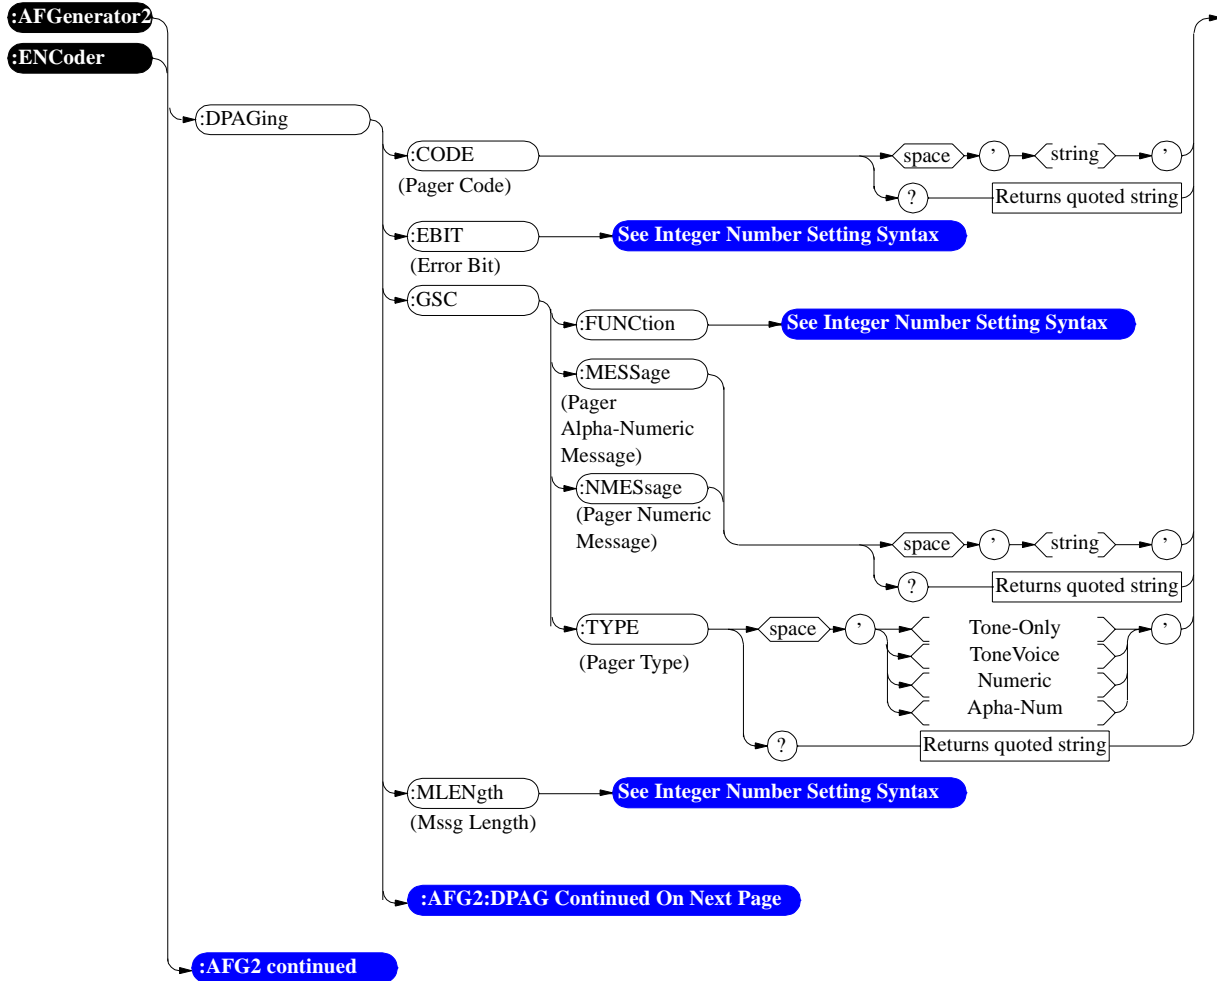 :AFGenerator2
:ENCoder
:DPAGing
:CODE
(Pager Code)
space
’
string
’
?
Returns quoted string
:EBIT
(Error Bit)
See Integer Number Setting Syntax
:GSC
:FUNCtion
See Integer Number Setting Syntax
:MESSage
(Pager
Alpha-Numeric
Message)
:NMESsage
(Pager Numeric
Message)
space
’
string
’
?
Returns quoted string
:TYPE
(Pager Type)
space
’
Tone-Only
ToneVoice
Numeric
Apha-Num
’
?
Returns quoted string
:MLENgth
(Mssg Length)
See Integer Number Setting Syntax
:AFG2:DPAG Continued On Next Page
:AFG2 continued